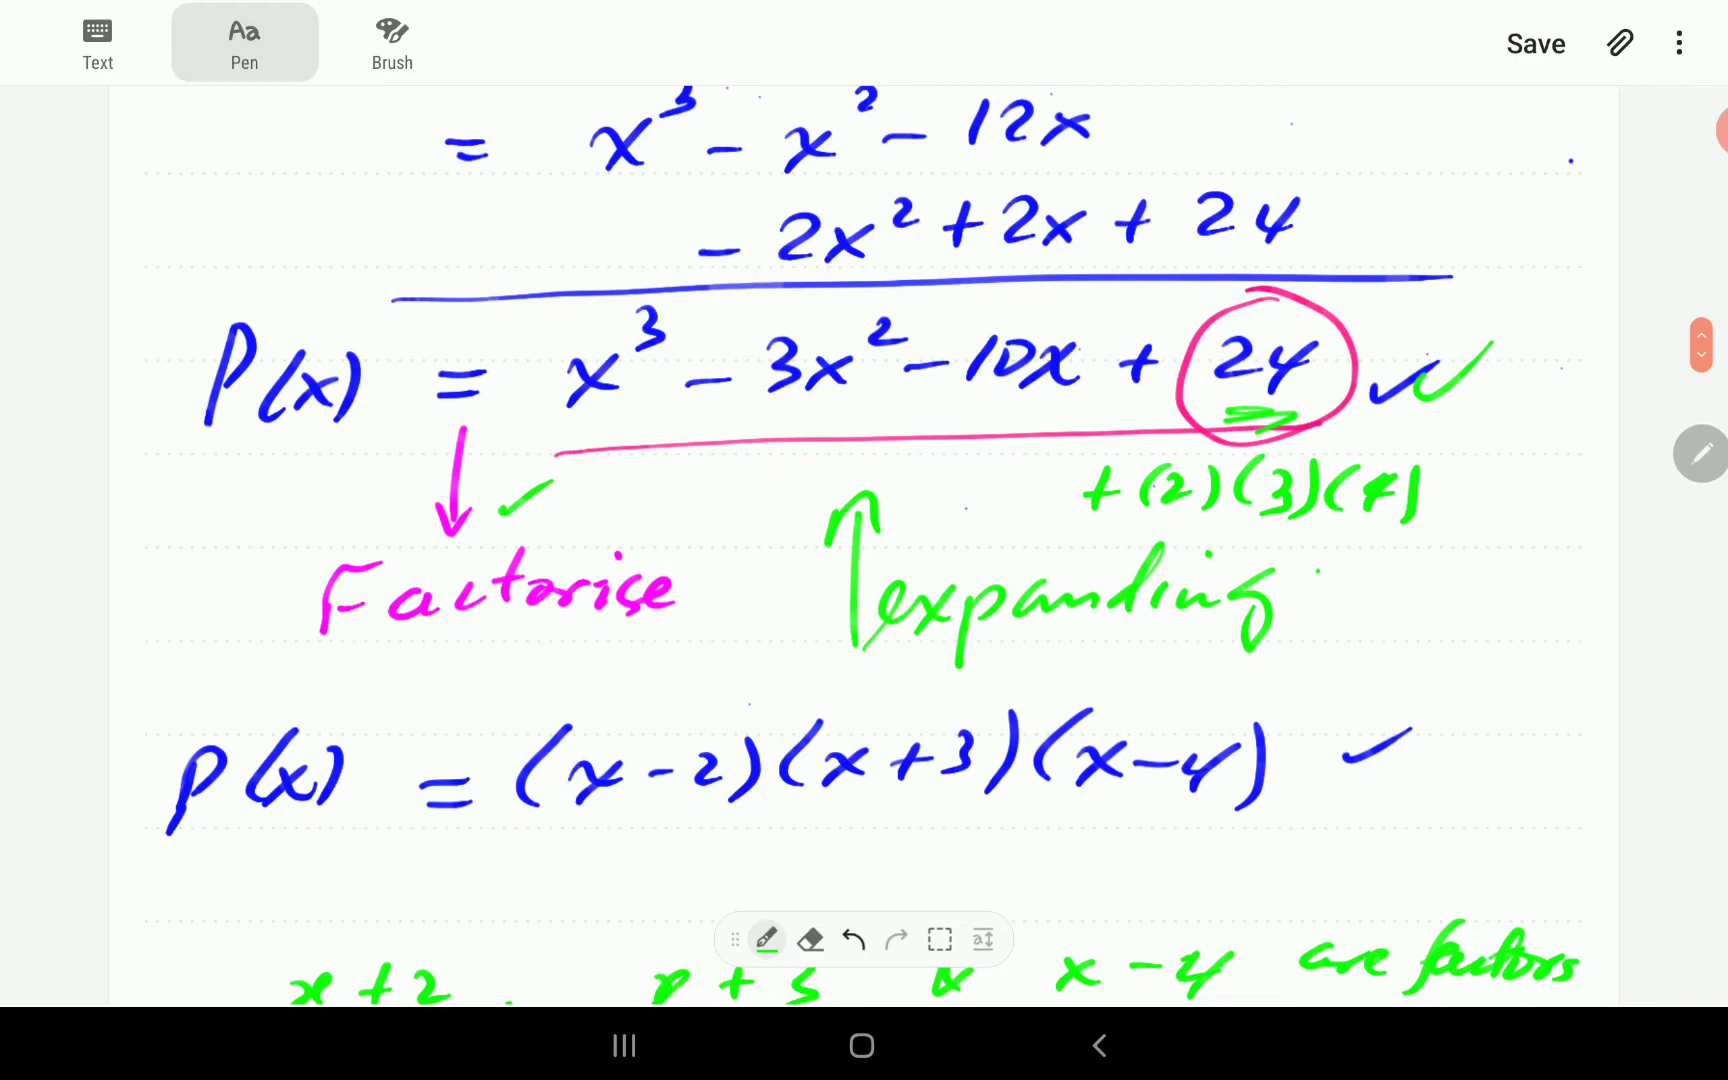 Text
Aa
Pen
Brush
Save
= x³ - x² - 12x
- 2x² + 2x + 24
P(x) = x³ - 3x² - 10x + 24
+ (2)(3)(4)
Factorise
expanding
P(x) = (x-2)(x+3)(x-4)
x + 2, x + 3 & x - 4 are factors